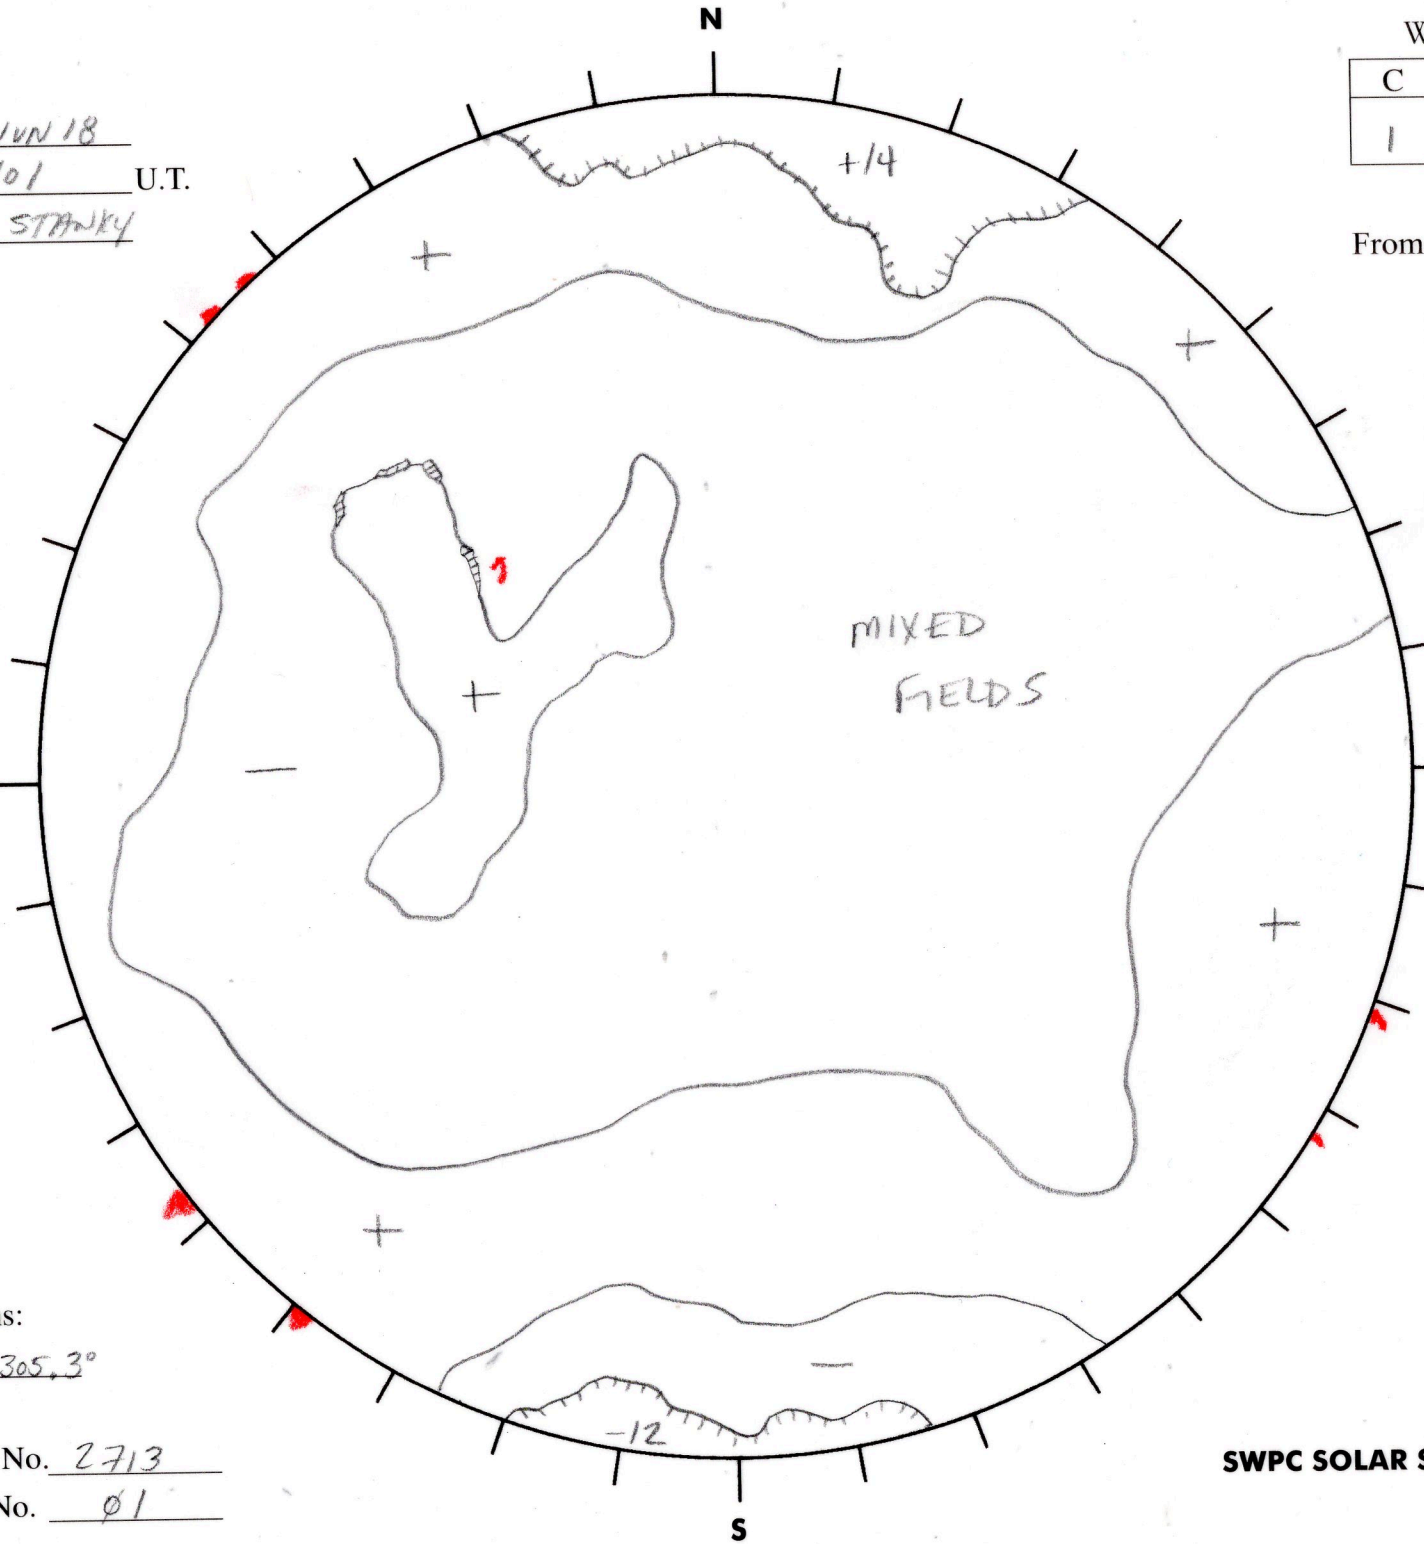 N
W
C
1
JUN 18
01 U.T.
STANKY
From
+14
+
+
MIXED
FIELDS
+
—
+
+
—
-12
s:
305.3°
No. 2713
No. 01
SWPC SOLAR S
S